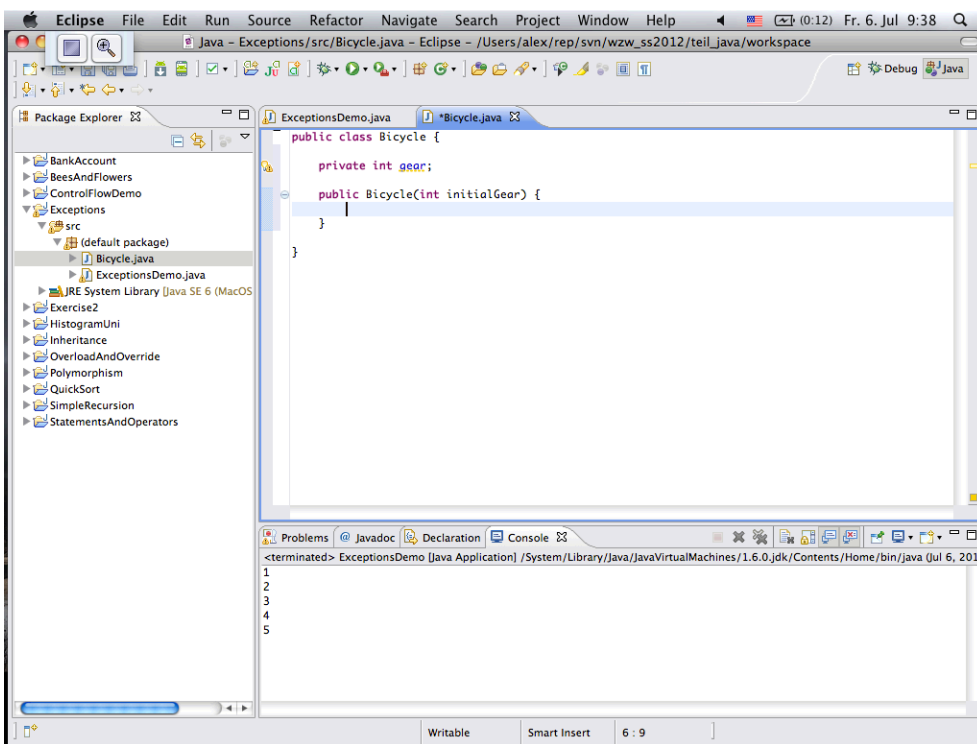 Eclipse File Edit Run Source Refactor Navigate Search Project Window Help (0:12) Fr. 6. Jul 9:38
Java – Exceptions/src/Bicycle.java – Eclipse – /Users/alex/rep/svn/wzw_ss2012/teil_java/workspace
Debug Java
Package Explorer
BankAccount
BeesAndFlowers
ControlFlowDemo
Exceptions
src
(default package)
Bicycle.java
ExceptionsDemo.java
JRE System Library [Java SE 6 (MacOS
Exercise2
HistogramUni
Inheritance
OverloadAndOverride
Polymorphism
QuickSort
SimpleRecursion
StatementsAndOperators
ExceptionsDemo.java *Bicycle.java
public class Bicycle {
private int gear;
public Bicycle(int initialGear) {
}
}
Problems @ Javadoc Declaration Console
<terminated> ExceptionsDemo [Java Application] /System/Library/Java/JavaVirtualMachines/1.6.0.jdk/Contents/Home/bin/java (Jul 6, 201
1
2
3
4
5
Writable Smart Insert 6 : 9